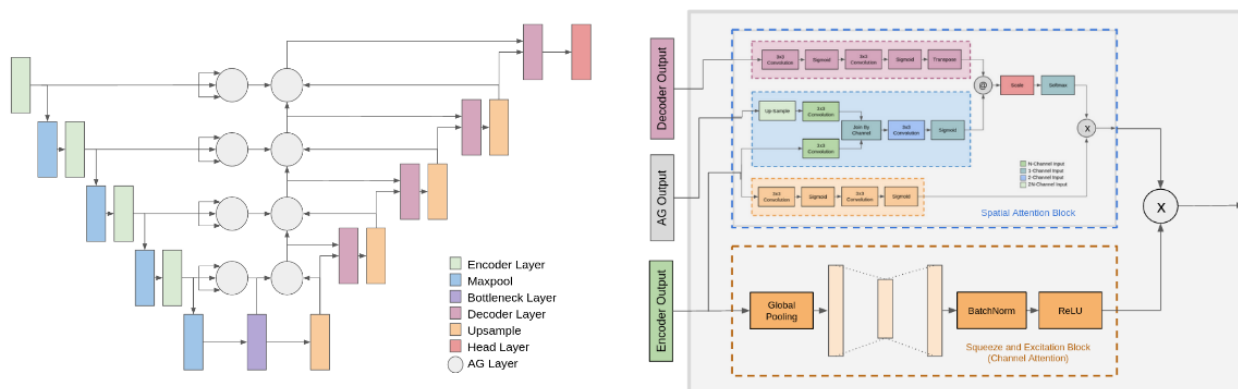 Encoder Layer
Maxpool
Bottleneck Layer
Decoder Layer
Upsample
Head Layer
AG Layer
Decoder Output
AG Output
Encoder Output
3x3
Convolution
Sigmoid
3x3
Convolution
Sigmoid
Transpose
@
Scale
Softmax
Up-sample
1x1
Convolution
Join By
Channel
3x3
Convolution
Sigmoid
1x1
Convolution
X
N-Channel Input
1-Channel Input
2-Channel Input
2N-Channel Input
3x3
Convolution
Sigmoid
3x3
Convolution
Sigmoid
Spatial Attention Block
X
Global
Pooling
BatchNorm
ReLU
Squeeze and Excitation Block
(Channel Attention)